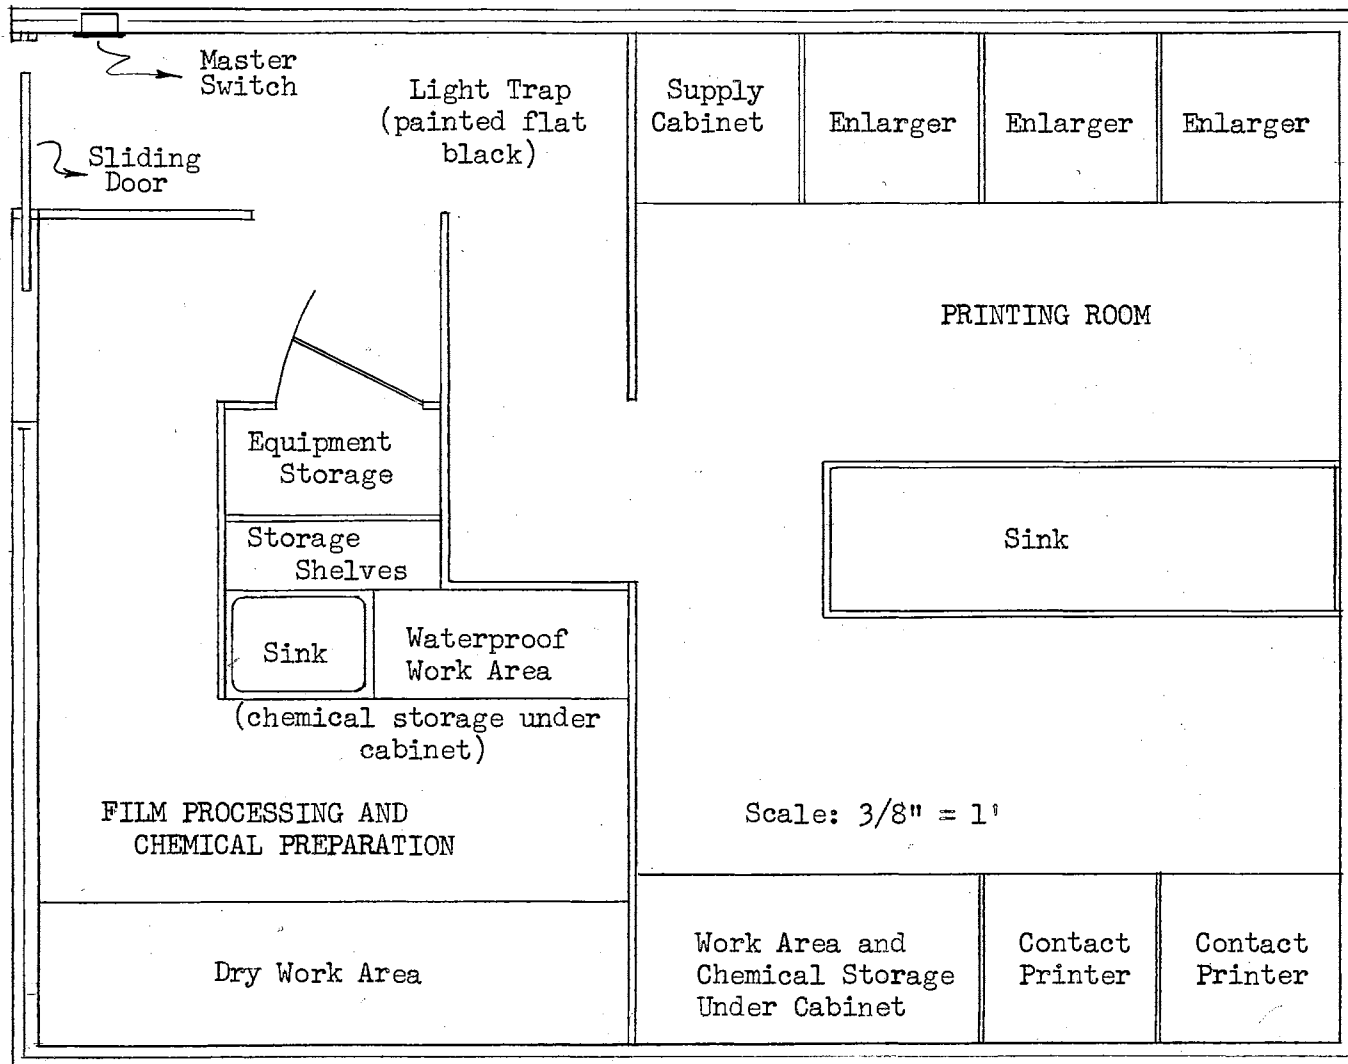 Master
Switch
Light Trap
(painted flat
black)
Sliding
Door
Supply
Cabinet
Enlarger
Enlarger
Enlarger
PRINTING ROOM
Equipment
Storage
Storage
Shelves
Sink
Waterproof
Work Area
(chemical storage under
cabinet)
Sink
FILM PROCESSING AND
CHEMICAL PREPARATION
Scale: 3/8" = 1'
Dry Work Area
Work Area and
Chemical Storage
Under Cabinet
Contact
Printer
Contact
Printer